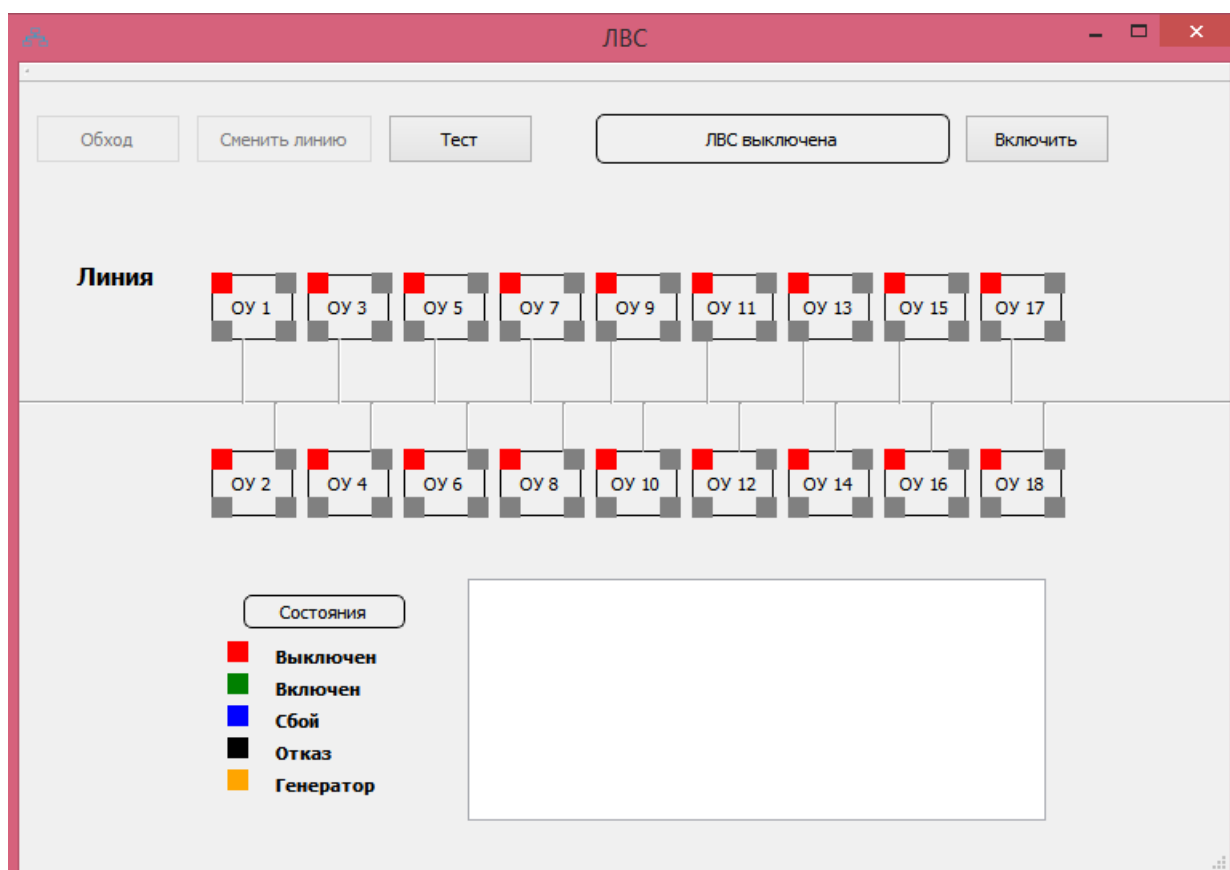 ЛВС
Обход Сменить линию Тест ЛВС выключена Включить
Линия
ОУ 1 ОУ 3 ОУ 5 ОУ 7 ОУ 9 ОУ 11 ОУ 13 ОУ 15 ОУ 17
ОУ 2 ОУ 4 ОУ 6 ОУ 8 ОУ 10 ОУ 12 ОУ 14 ОУ 16 ОУ 18
Состояния
Выключен
Включен
Сбой
Отказ
Генератор